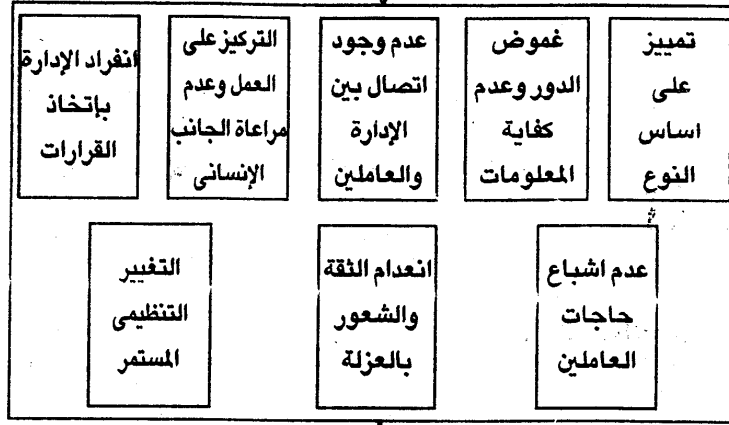 تمييز
على
اساس
النوع
غموض
الدور وعدم
كفاية
المعلومات
عدم وجود
اتصال بين
الإدارة
والعاملين
التركيز على
العمل وعدم
مراعاة الجانب
الإنسانى
انفراد الإدارة
بإتخاذ
القرارات
عدم اشباع
حاجات
العاملين
انعدام الثقة
والشعور
بالعزلة
التغيير
التنظيمى
المستمر